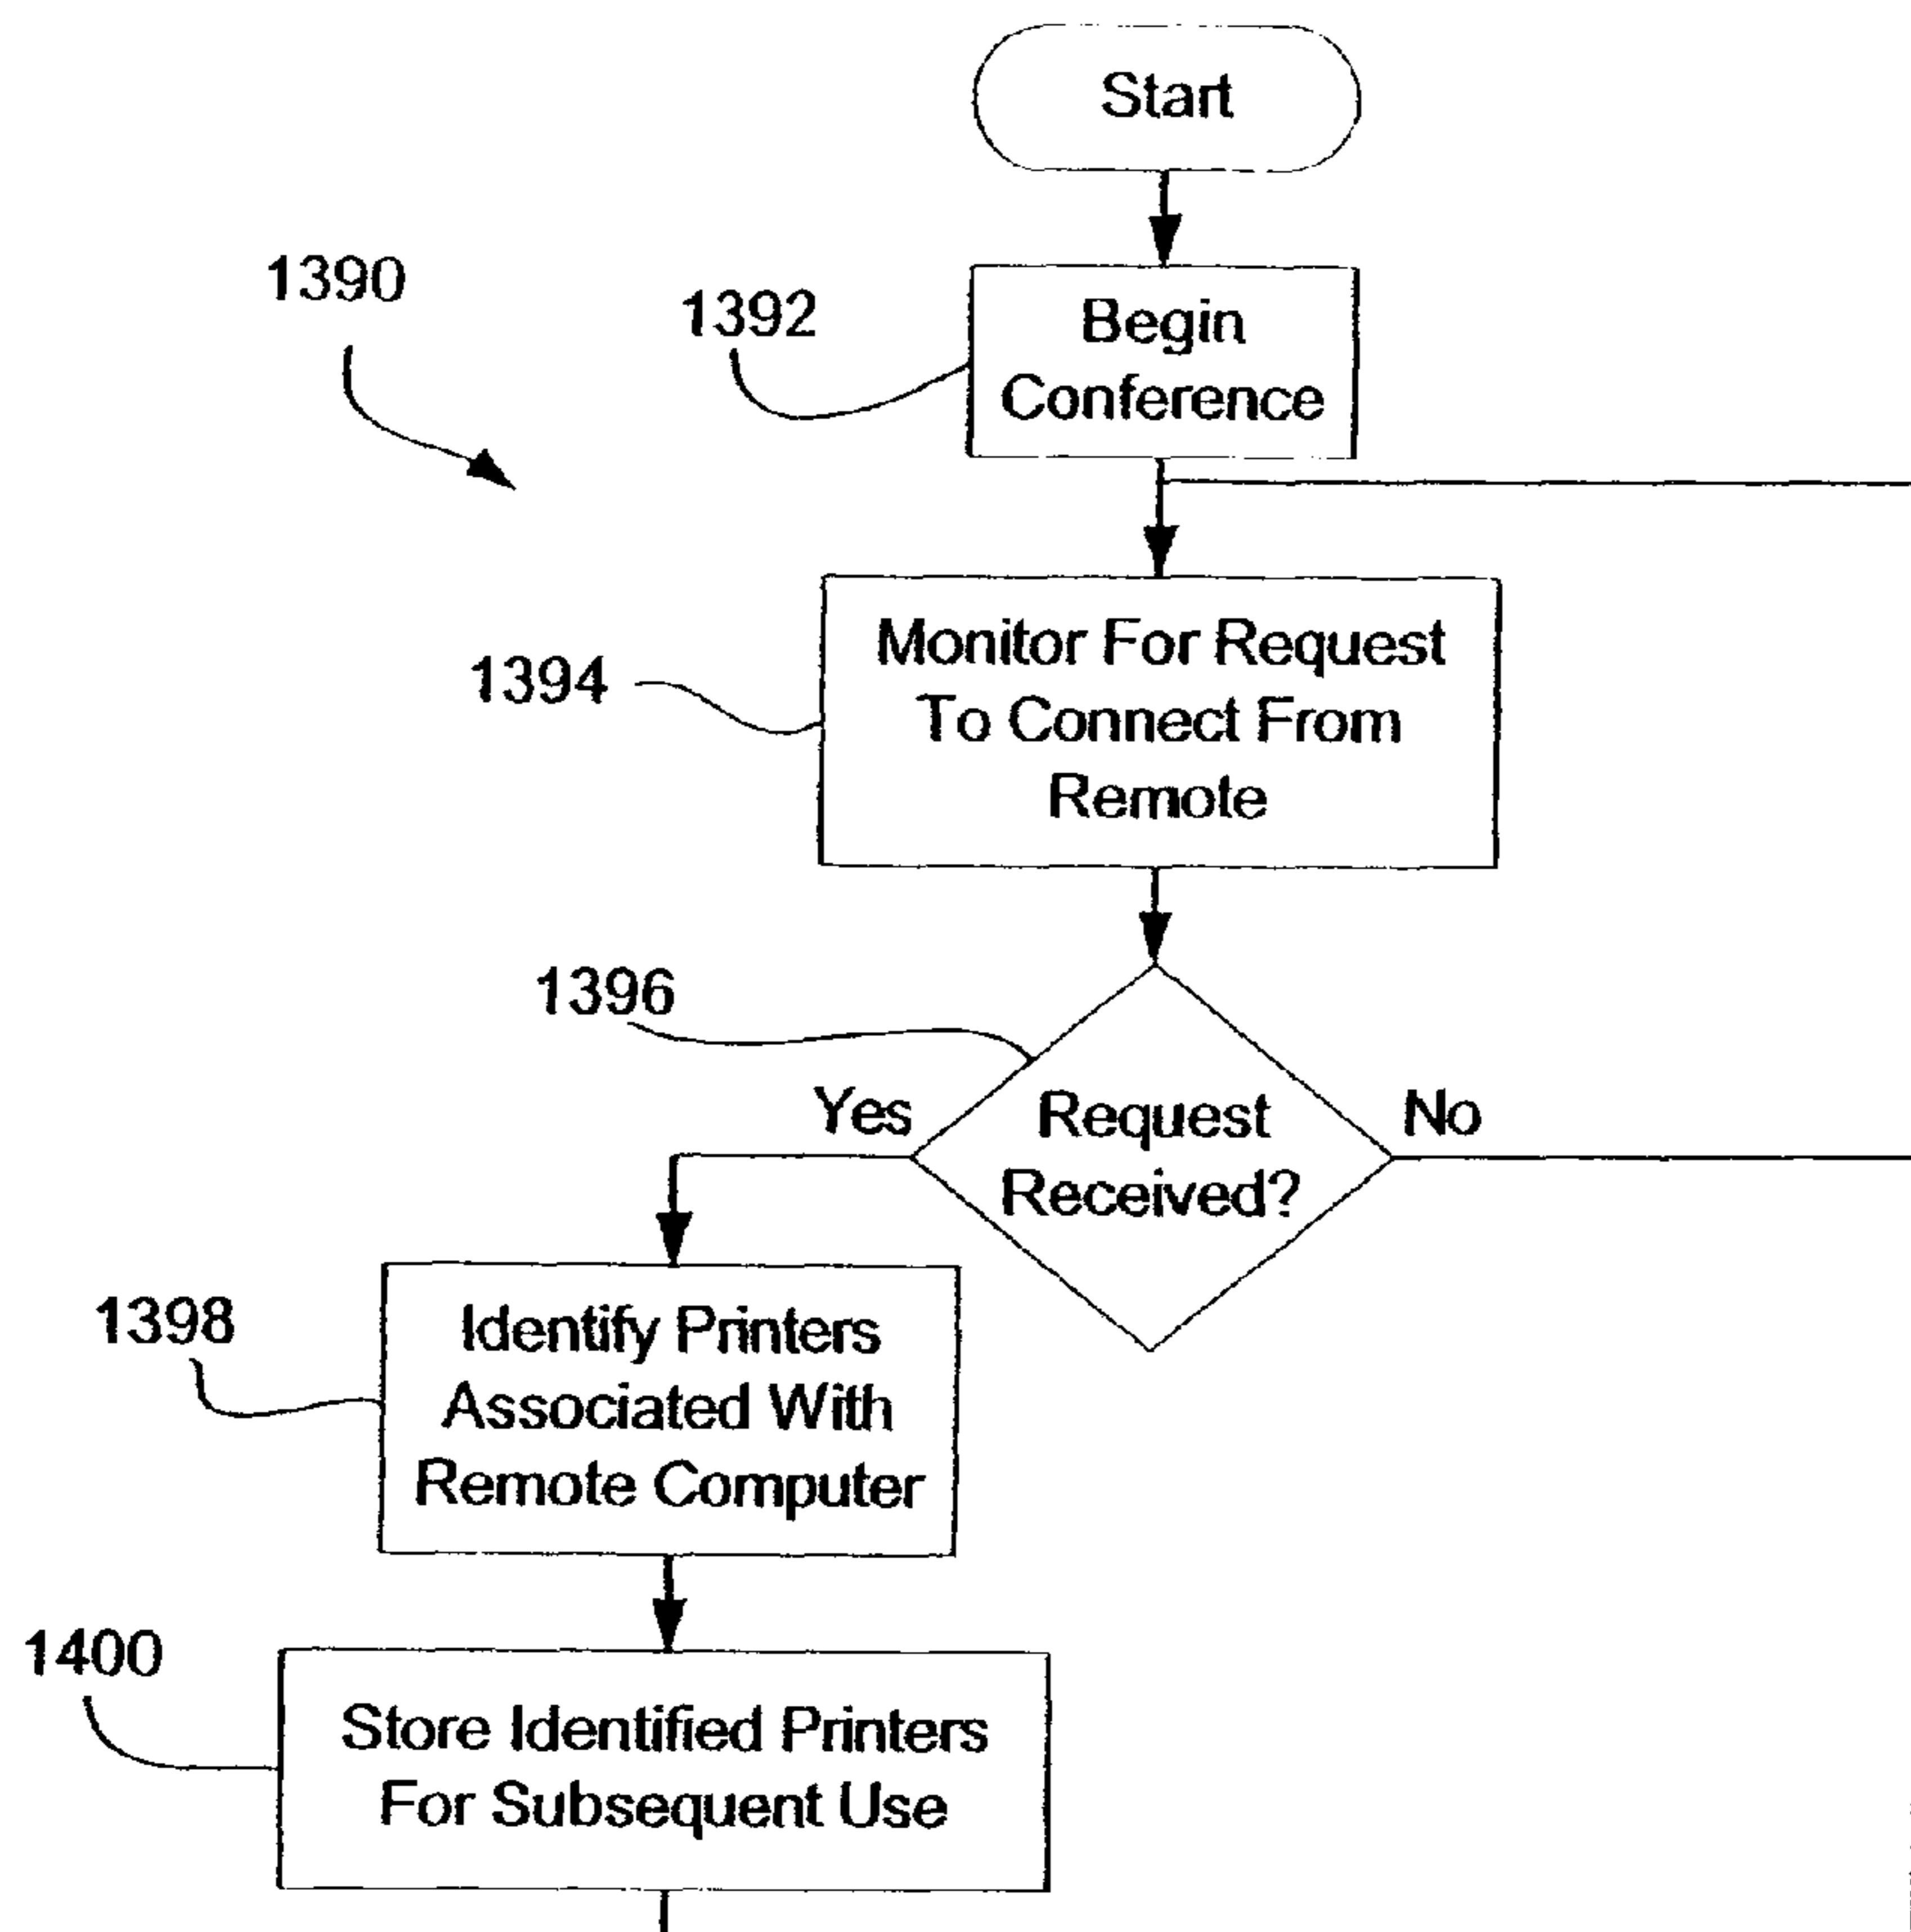 Start
1390
1392
Begin
Conference
1394
Monitor For Request
To Connect From
Remote
1396
Yes
Request
Received?
No
1398
Identify Printers
Associated With
Remote Computer
1400
Store Identified Printers
For Subsequent Use